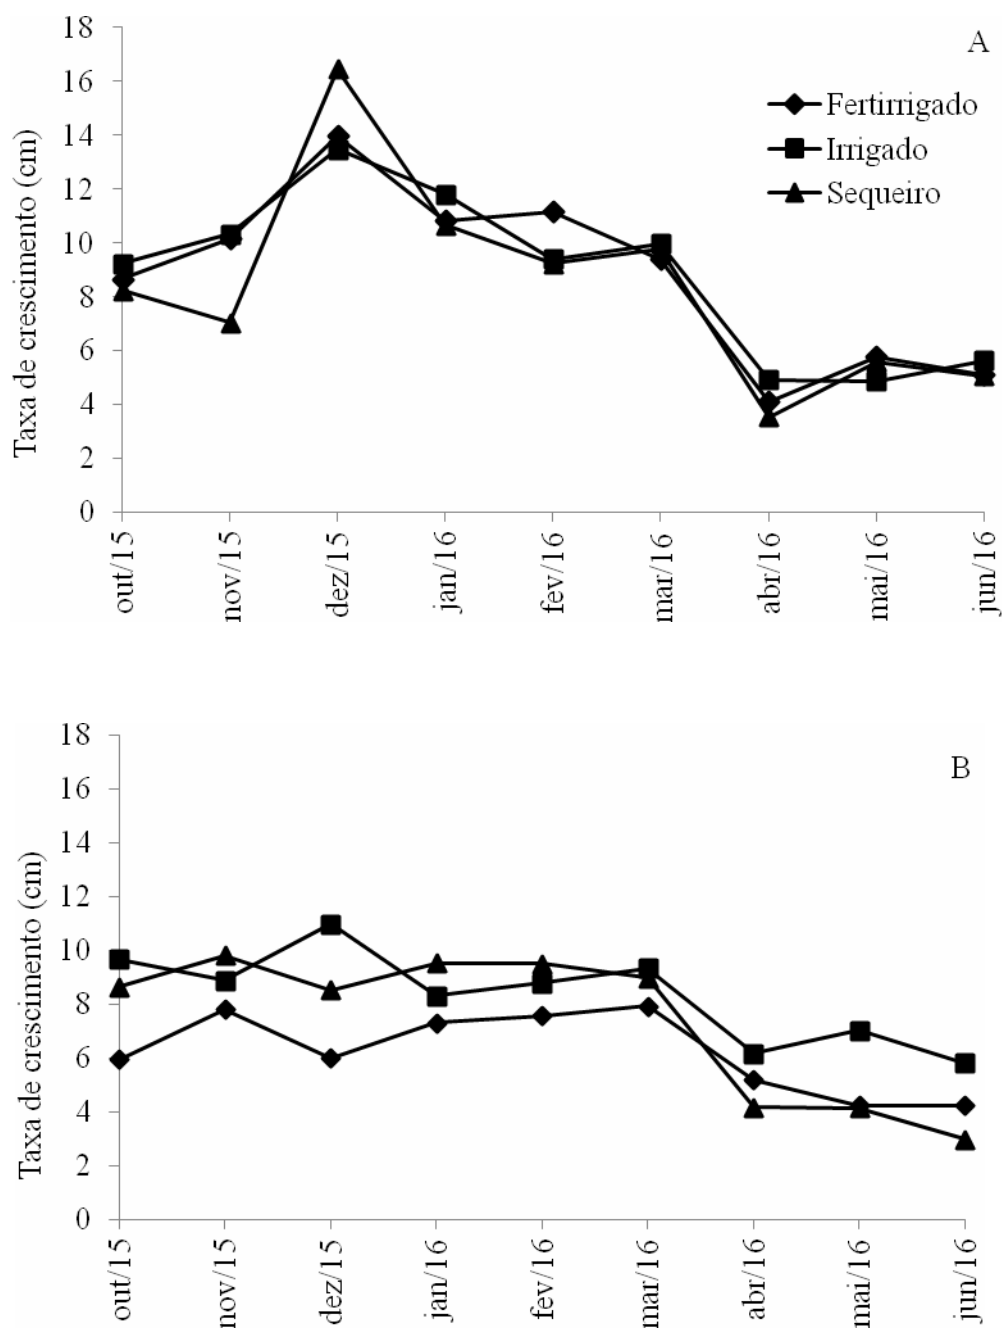 A
Fertirrigado
Irrigado
Sequeiro
Taxa de crescimento (cm)
18
16
14
12
10
8
6
4
2
0
out/15
nov/15
dez/15
jan/16
fev/16
mar/16
abr/16
mai/16
jun/16
B
Taxa de crescimento (cm)
18
16
14
12
10
8
6
4
2
0
out/15
nov/15
dez/15
jan/16
fev/16
mar/16
abr/16
mai/16
jun/16